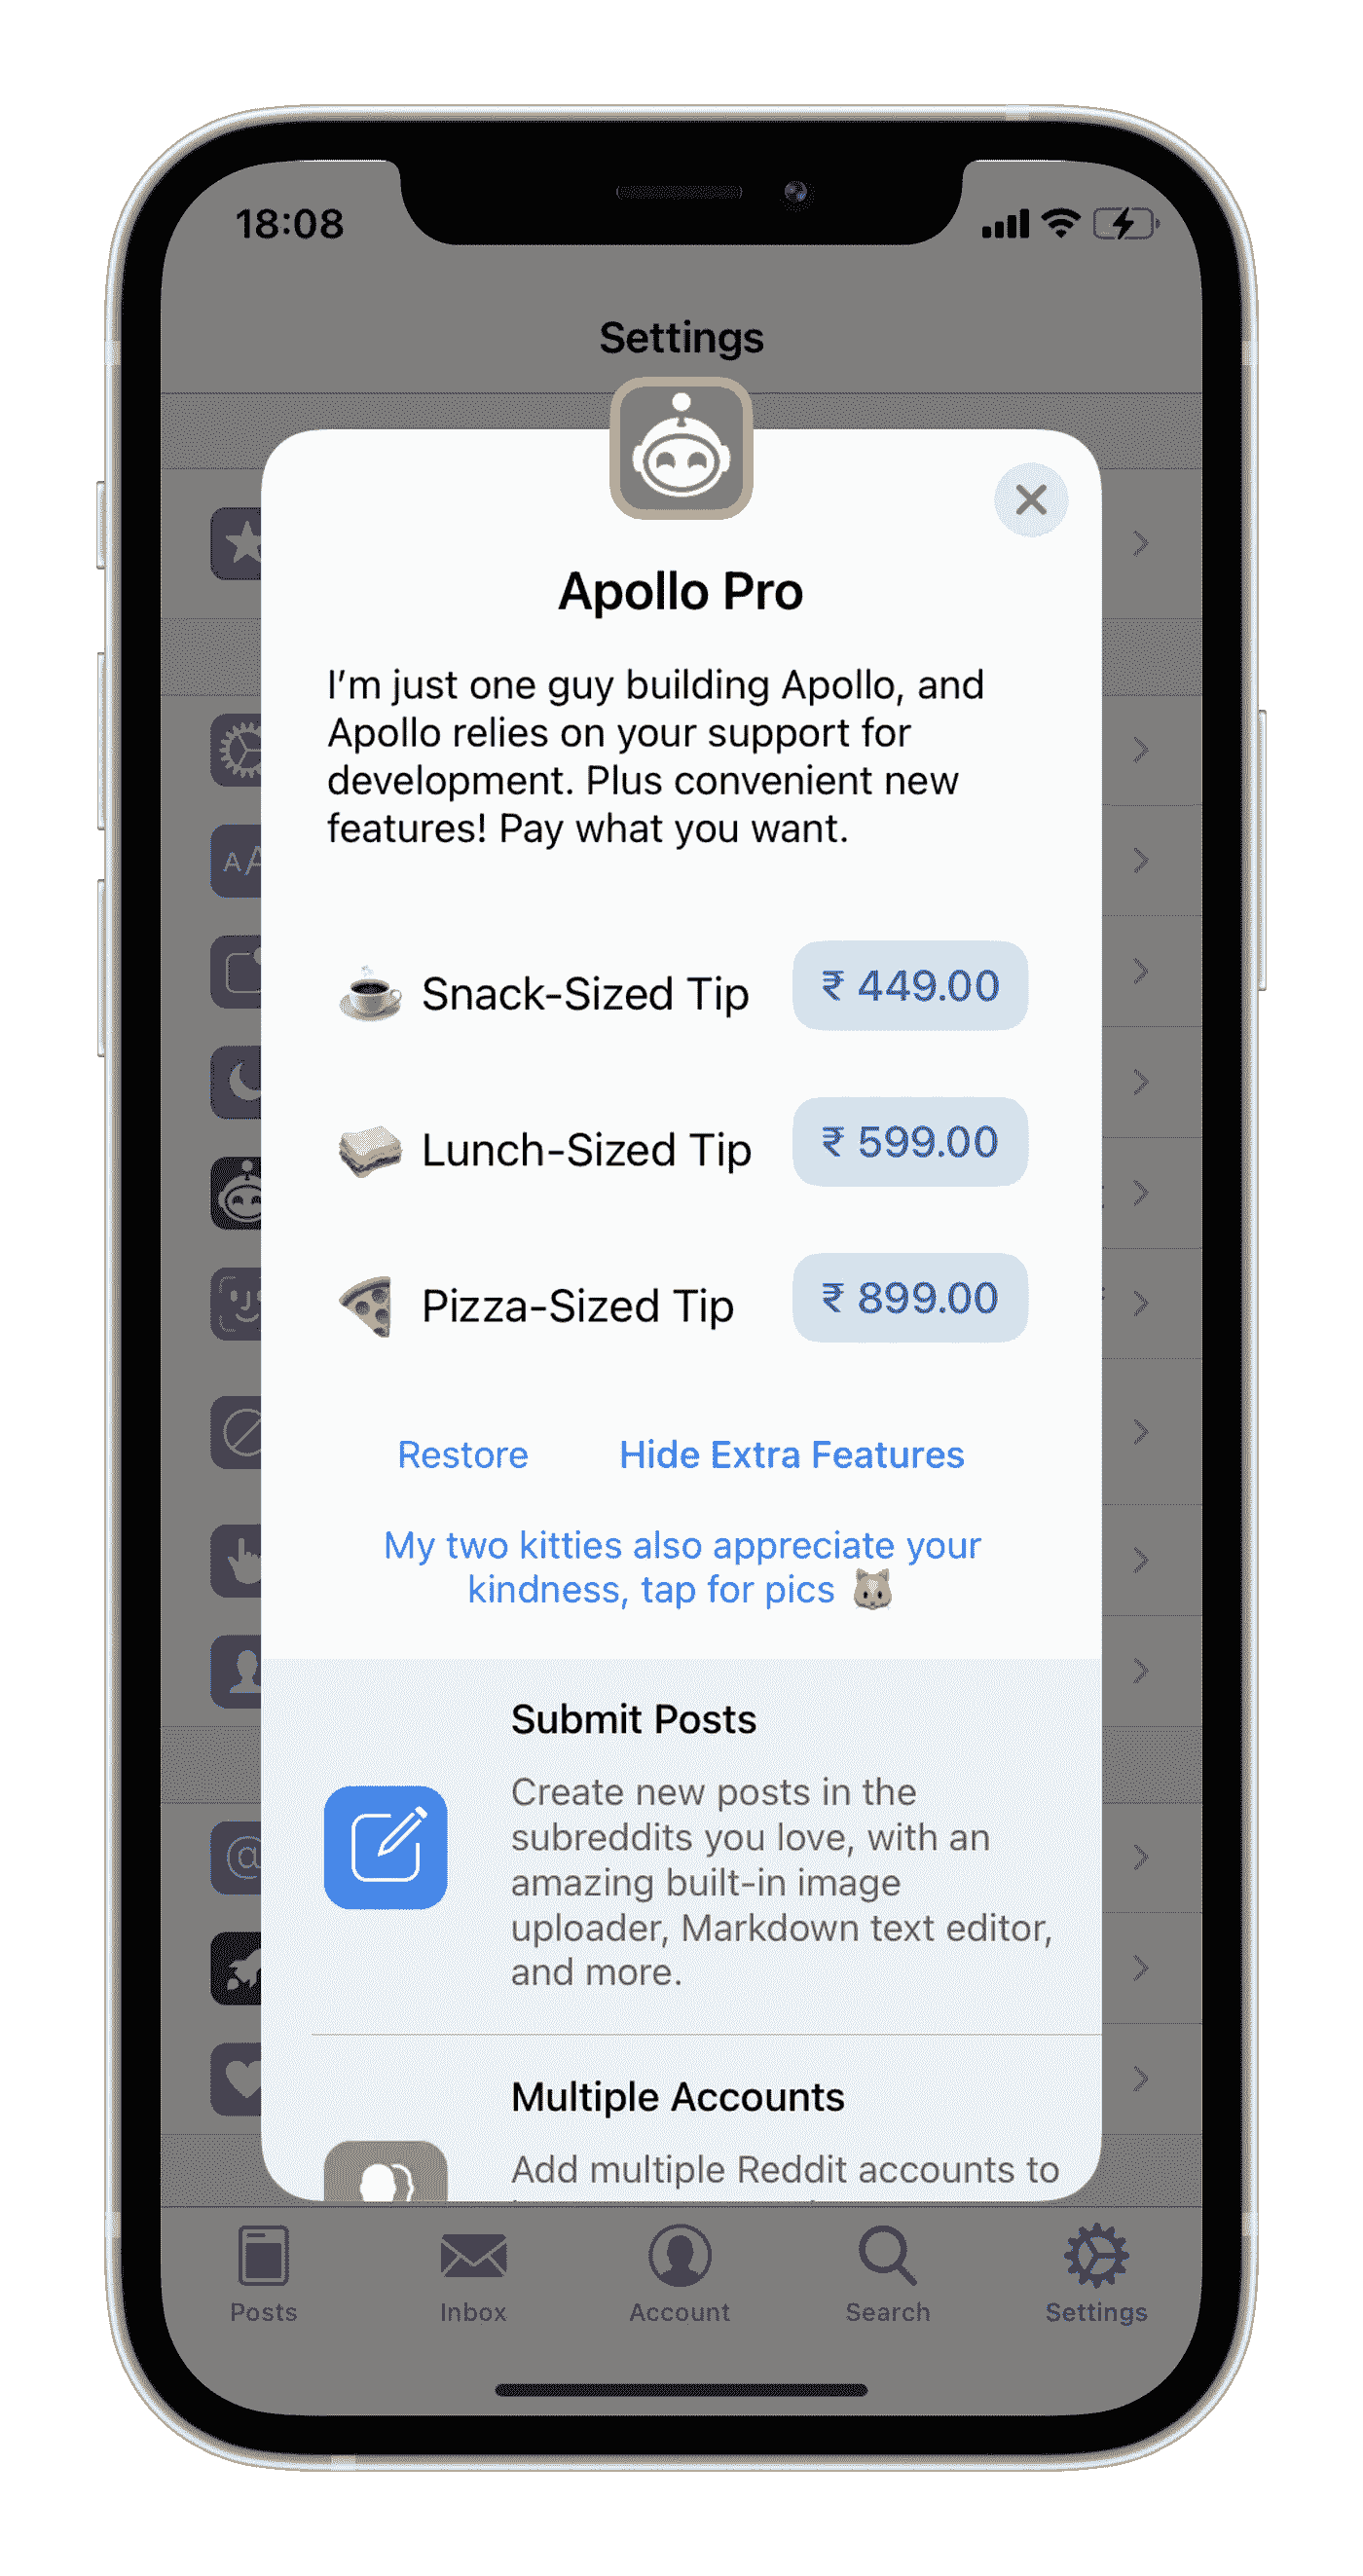 18:08
Settings
Apollo Pro
I'm just one guy building Apollo, and
Apollo relies on your support for
development. Plus convenient new
features! Pay what you want.
Snack-Sized Tip ₹ 449.00
Lunch-Sized Tip ₹ 599.00
Pizza-Sized Tip ₹ 899.00
Restore Hide Extra Features
My two kitties also appreciate your
kindness, tap for pics
Submit Posts
Create new posts in the
subreddits you love, with an
amazing built-in image
uploader, Markdown text editor,
and more.
Multiple Accounts
Add multiple Reddit accounts to
Posts Inbox Account Search Settings